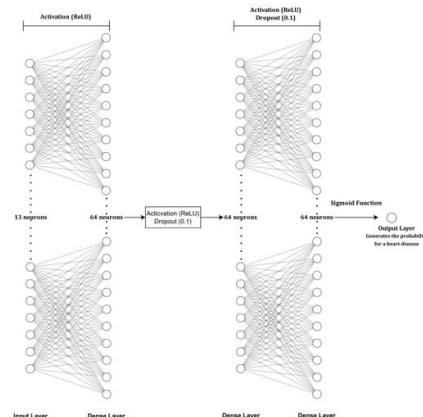 Activation (ReLU)
Activation (ReLU)
Dropout (0.1)
13 neurons
64 neurons
Activation (ReLU)
Dropout (0.1)
64 neurons
64 neurons
Sigmoid Function
Output Layer
Generates the probabili
for a heart disease
Input Layer
Dense Layer
Dense Layer
Dense Layer